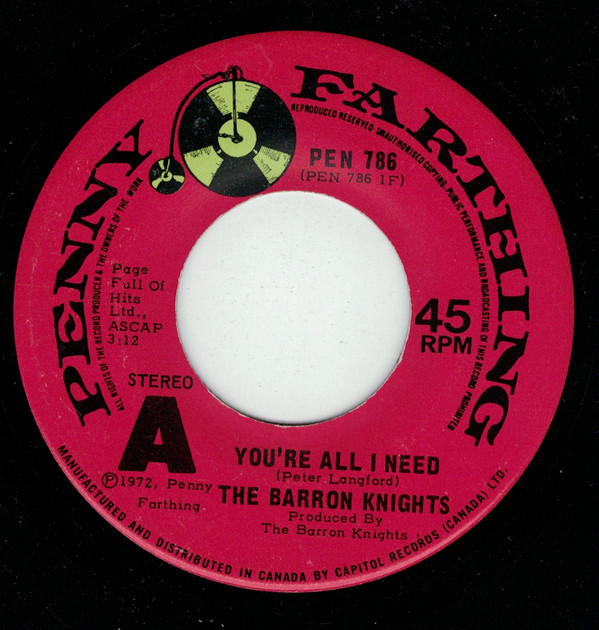 PENNY FARTHING
REPRODUCED RESERVED UNAUTHORISED COPYING, PUBLIC PERFORMANCE AND BROADCASTING OF THIS RECORD PROHIBITED
ALL RIGHTS OF THE RECORD PRODUCER & THE OWNERS OF THE WORK
PEN 786
(PEN 786 1F)
Page
Full Of
Hits
Ltd.,
ASCAP
3:12
45
RPM
STEREO
A
YOU'RE ALL I NEED
(Peter Langford)
Ⓟ1972, Penny
Farthing
THE BARRON KNIGHTS
Produced By
The Barron Knights
MANUFACTURED AND DISTRIBUTED IN CANADA BY CAPITOL RECORDS (CANADA) LTD.